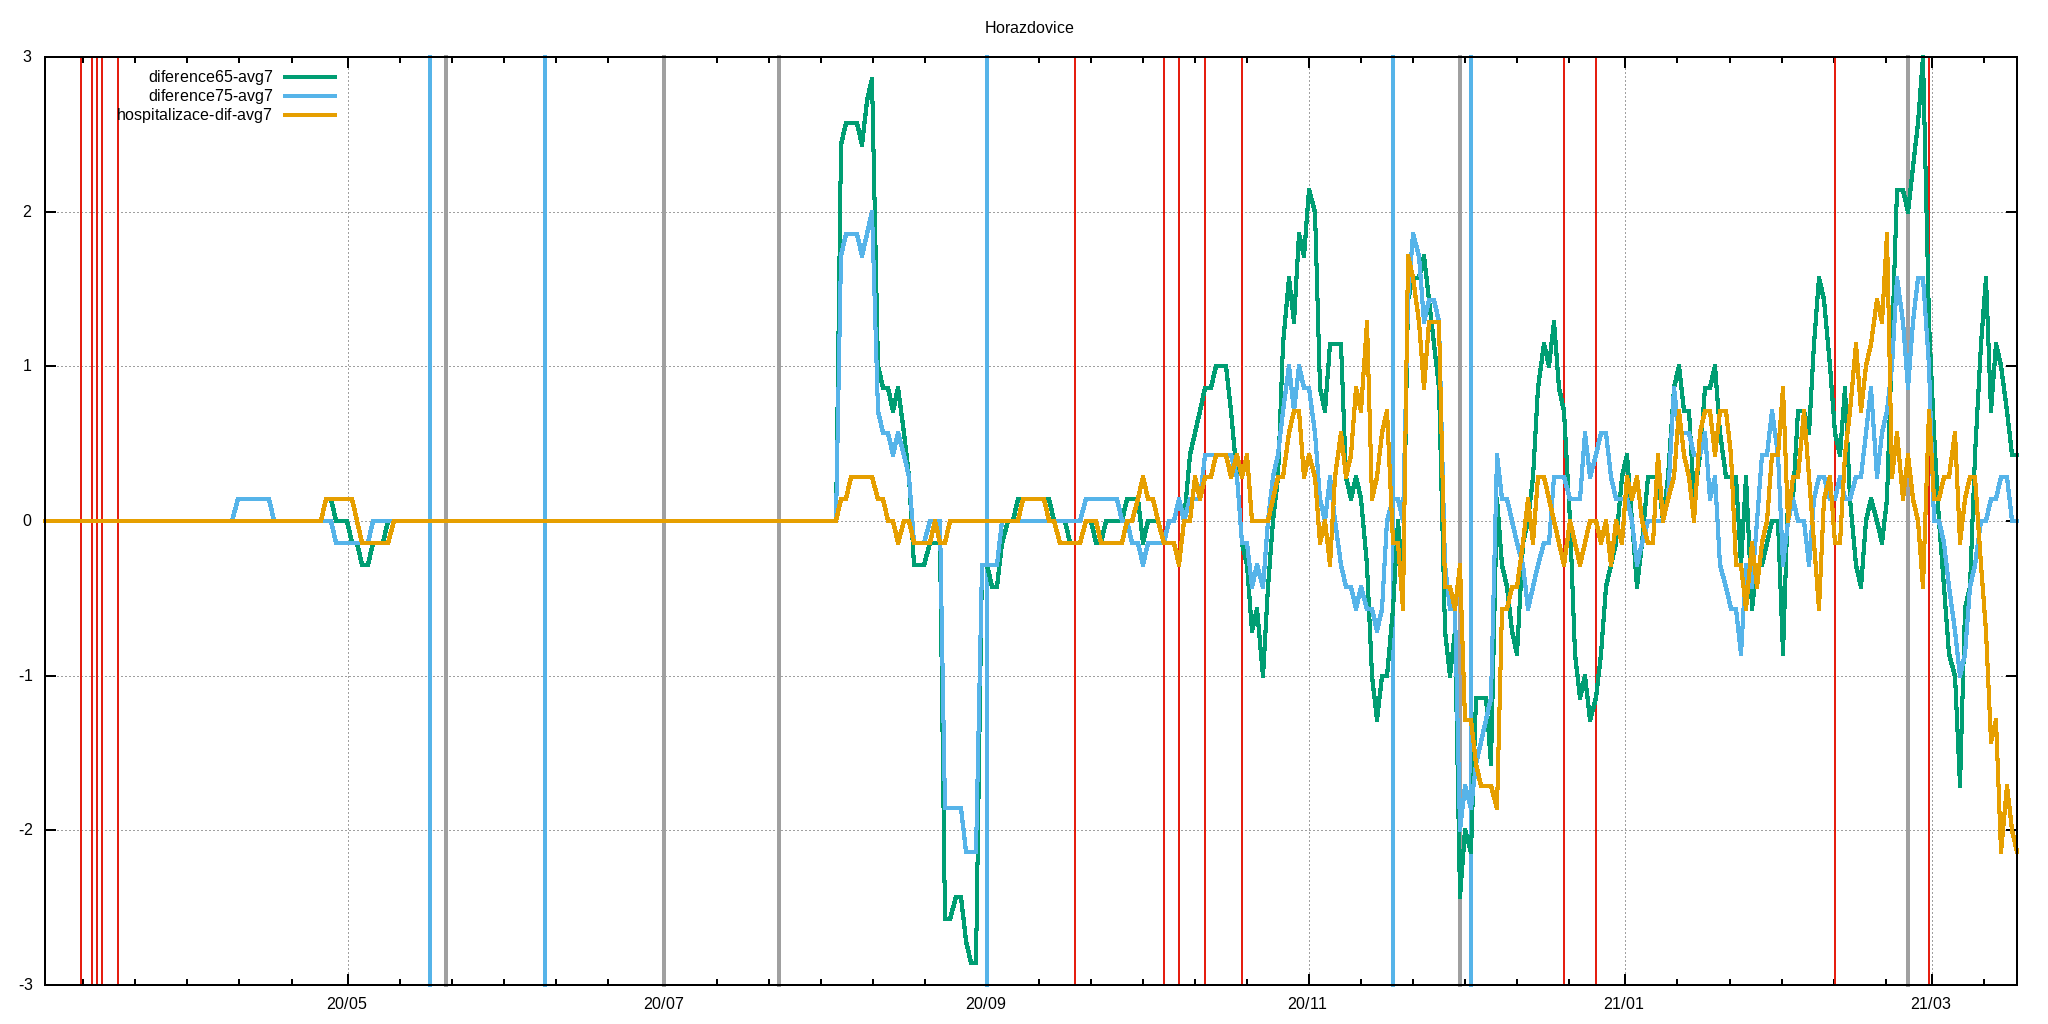 Horazdovice
diference65-avg7
diference75-avg7
hospitalizace-dif-avg7
3
2
1
0
-1
-2
-3
20/05 20/07 20/09 20/11 21/01 21/03